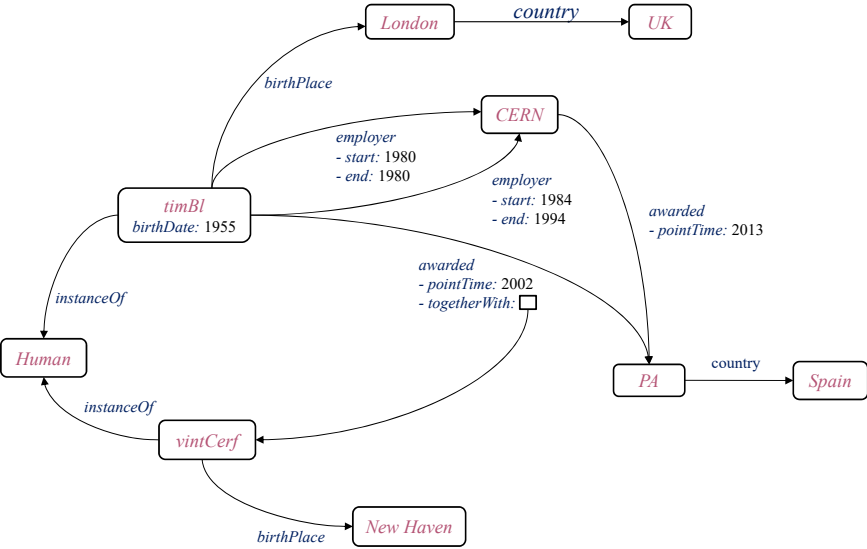 London
country
UK
birthPlace
CERN
employer
- start: 1980
- end: 1980
employer
- start: 1984
- end: 1994
timBl
birthDate: 1955
awarded
- pointTime: 2013
awarded
- pointTime: 2002
- togetherWith:
instanceOf
Human
PA
country
Spain
instanceOf
vintCerf
New Haven
birthPlace